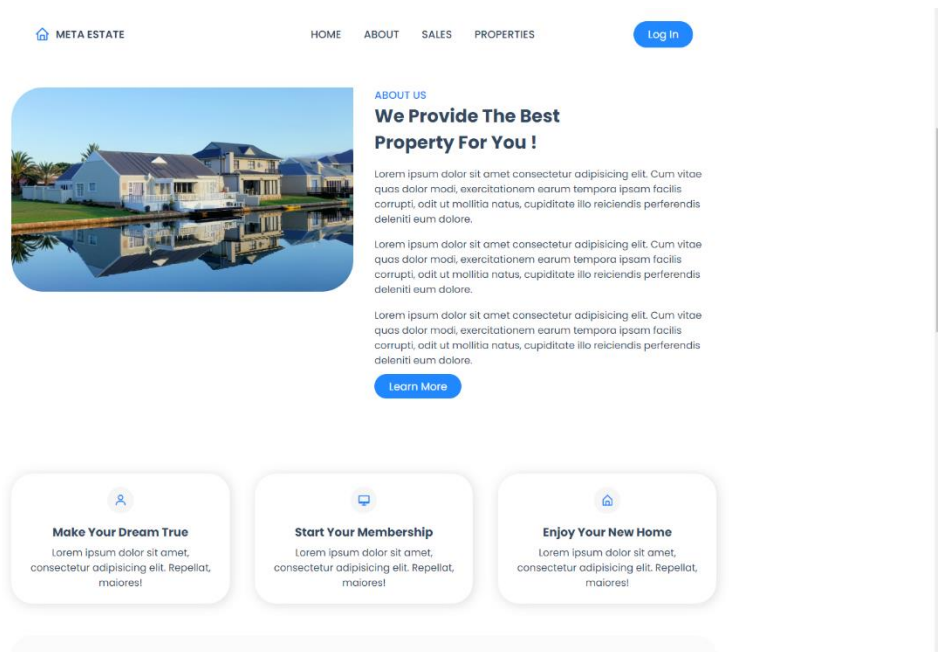 META ESTATE
HOME ABOUT SALES PROPERTIES
Log In
ABOUT US
We Provide The Best
Property For You !
Lorem ipsum dolor sit amet consectetur adipisicing elit. Cum vitae
quas dolor modi, exercitationem earum tempora ipsam facilis
corrupti, odit ut mollitia natus, cupiditate illo reiciendis perferendis
deleniti eum dolore.
Lorem ipsum dolor sit amet consectetur adipisicing elit. Cum vitae
quas dolor modi, exercitationem earum tempora ipsam facilis
corrupti, odit ut mollitia natus, cupiditate illo reiciendis perferendis
deleniti eum dolore.
Lorem ipsum dolor sit amet consectetur adipisicing elit. Cum vitae
quas dolor modi, exercitationem earum tempora ipsam facilis
corrupti, odit ut mollitia natus, cupiditate illo reiciendis perferendis
deleniti eum dolore.
Learn More
Make Your Dream True
Lorem ipsum dolor sit amet,
consectetur adipisicing elit. Repellat,
maiores!
Start Your Membership
Lorem ipsum dolor sit amet,
consectetur adipisicing elit. Repellat,
maiores!
Enjoy Your New Home
Lorem ipsum dolor sit amet,
consectetur adipisicing elit. Repellat,
maiores!